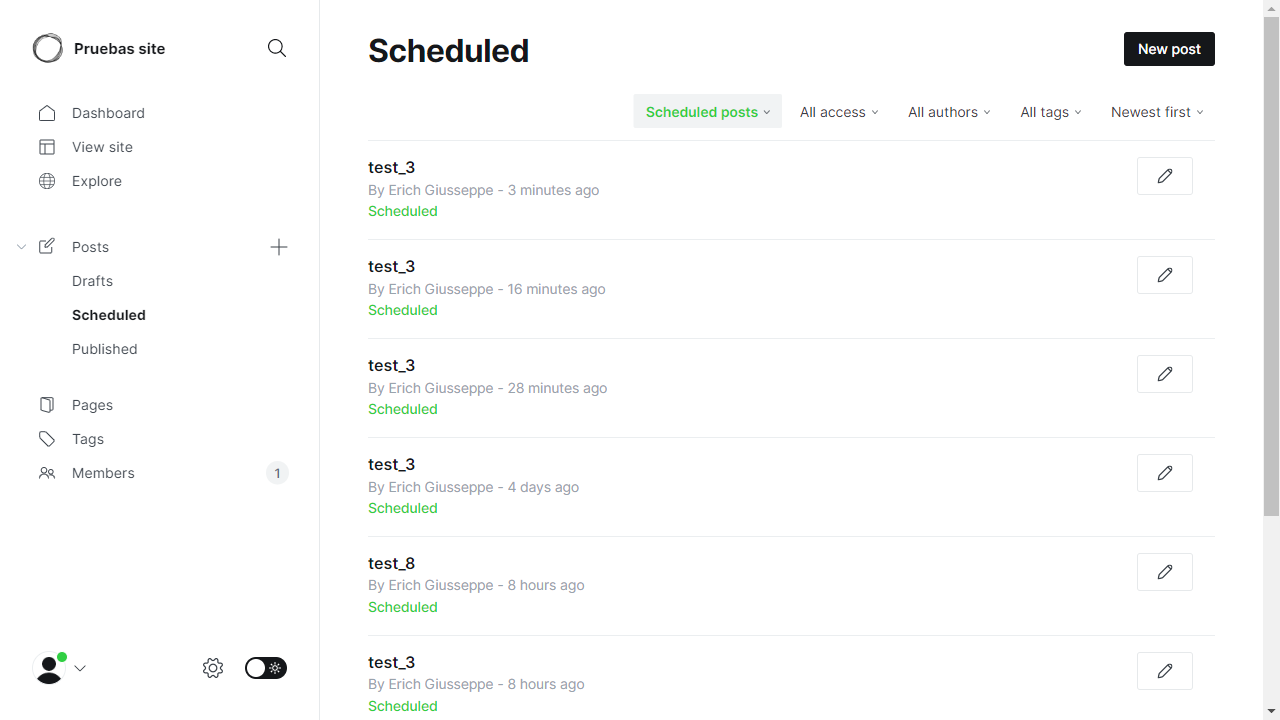 Pruebas site
Dashboard
View site
Explore
Posts
Drafts
Scheduled
Published
Pages
Tags
Members
1
Scheduled
New post
Scheduled posts
All access
All authors
All tags
Newest first
test_3
By Erich Giusseppe - 3 minutes ago
Scheduled
test_3
By Erich Giusseppe - 16 minutes ago
Scheduled
test_3
By Erich Giusseppe - 28 minutes ago
Scheduled
test_3
By Erich Giusseppe - 4 days ago
Scheduled
test_8
By Erich Giusseppe - 8 hours ago
Scheduled
test_3
By Erich Giusseppe - 8 hours ago
Scheduled